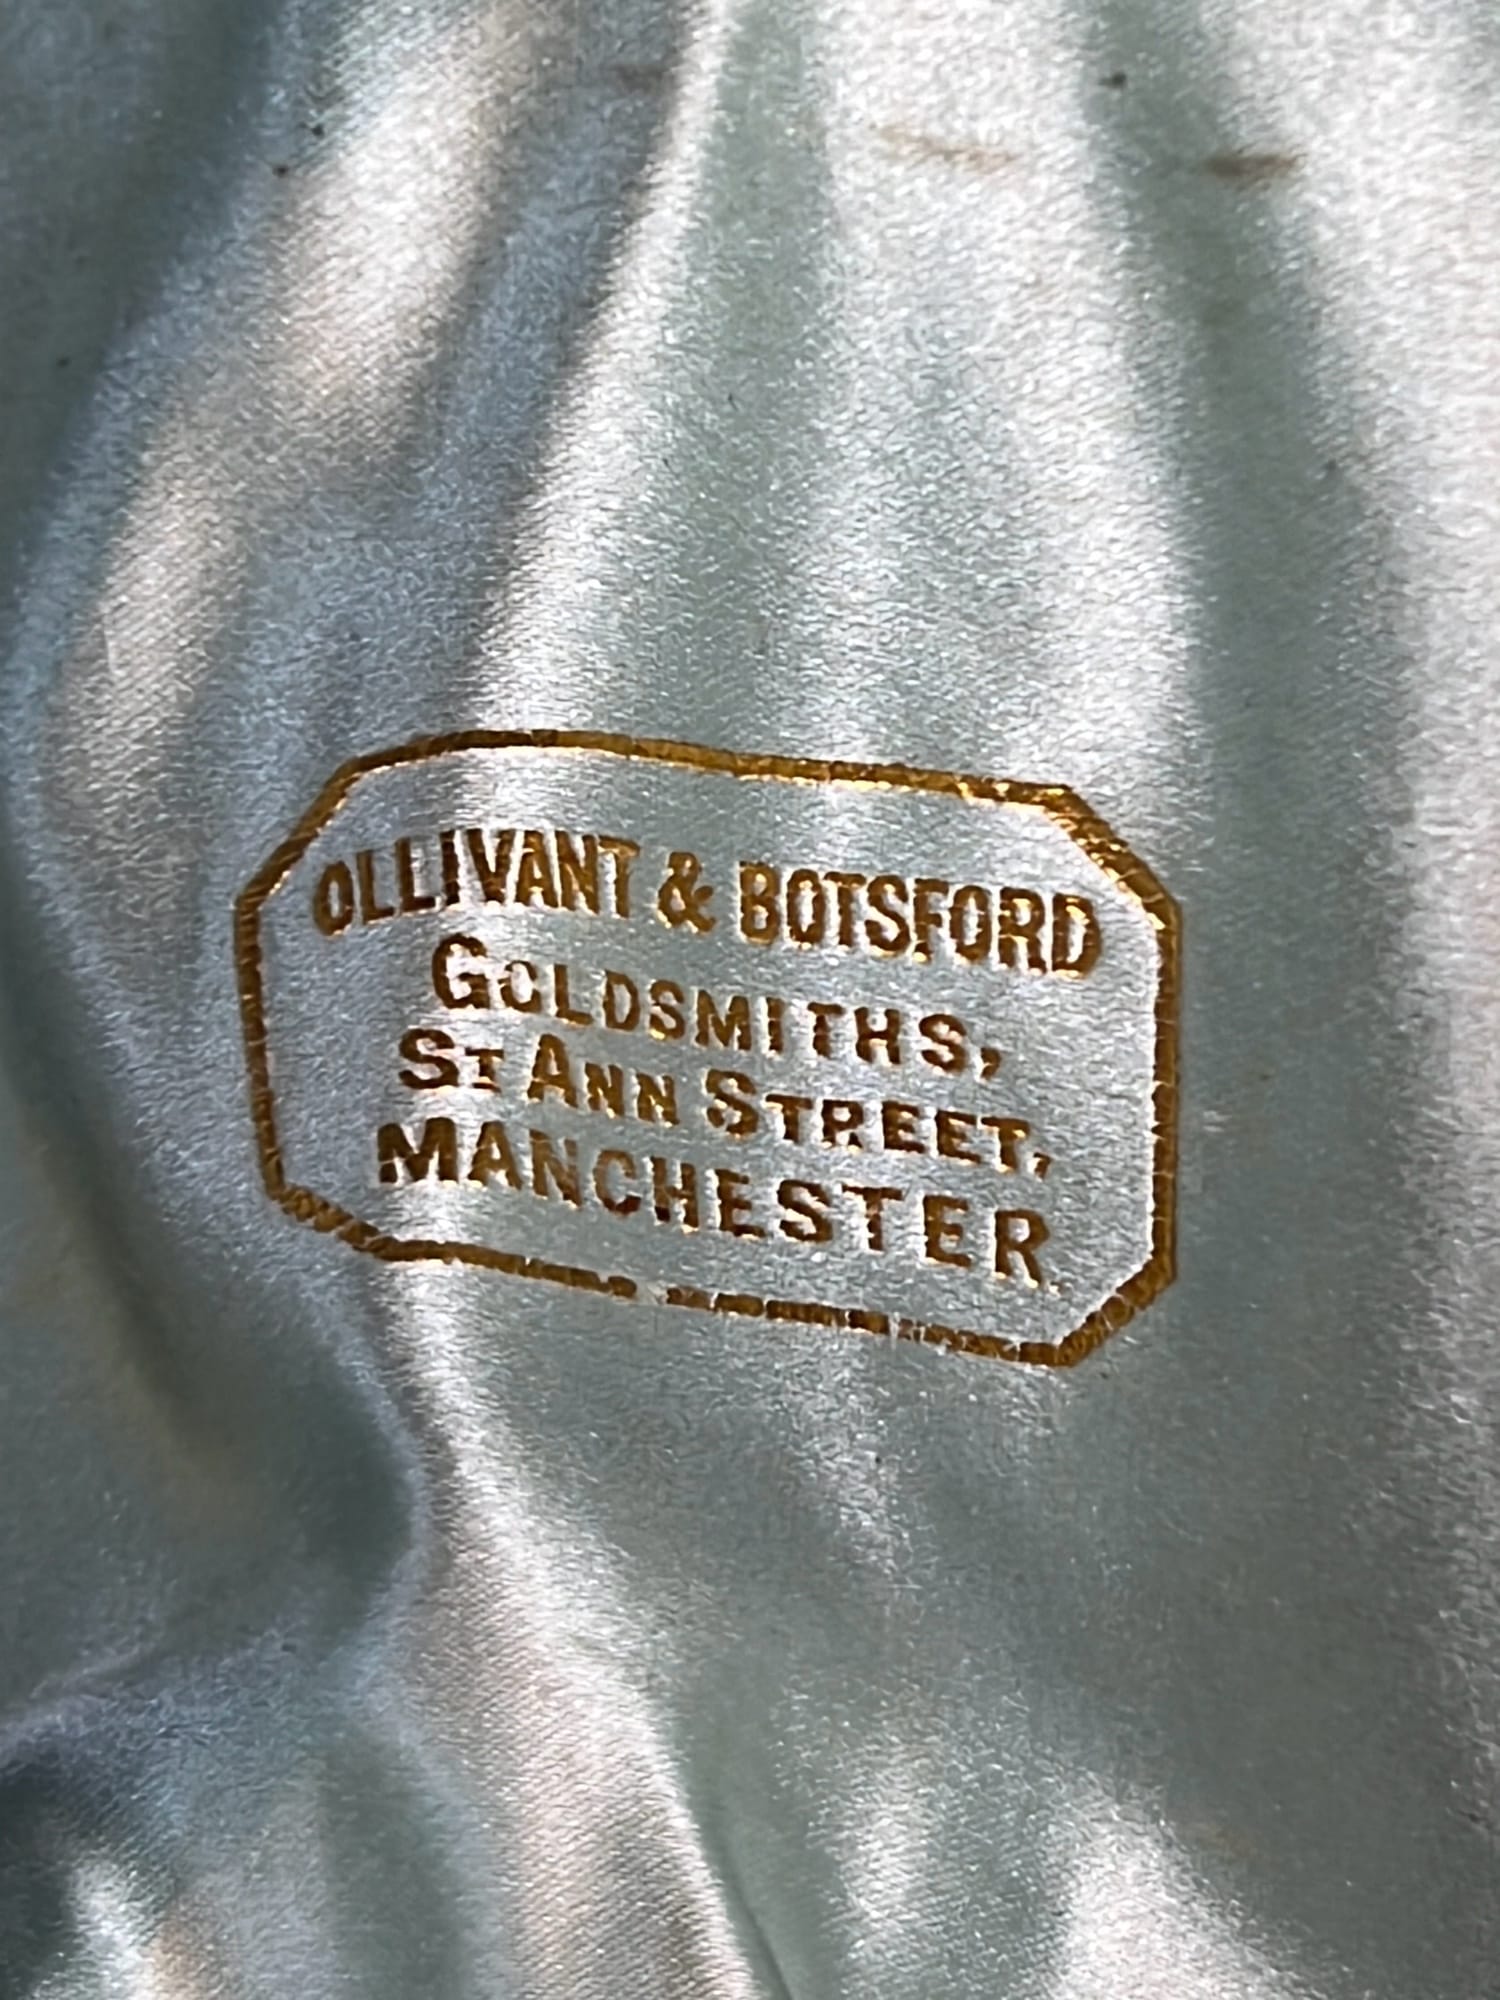 OLLIVANT & BOTSFORD
GOLDSMITHS,
ST ANN STREET,
MANCHESTER.